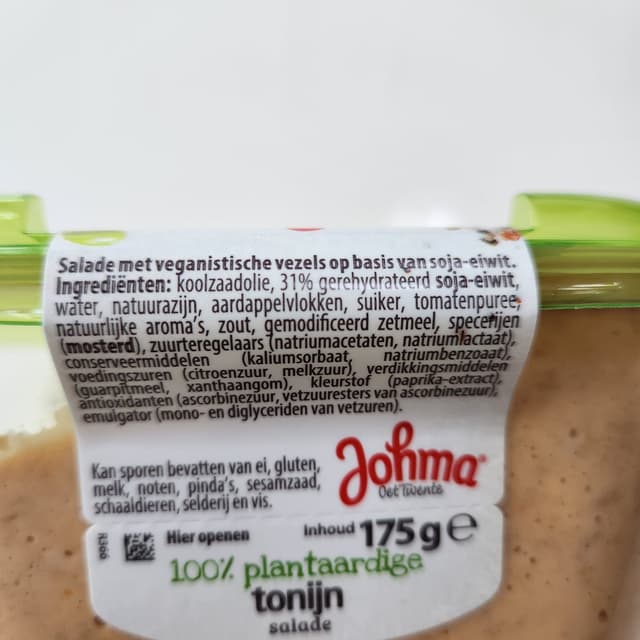 Salade met veganistische vezels op basis van soja-eiwit.
Ingrediënten: koolzaadolie, 31% gerehydrateerd soja-eiwit,
water, natuurazijn, aardappelvlokken, suiker, tomatenpuree,
natuurlijke aroma's, zout, gemodificeerd zetmeel, specerijen
(mosterd), zuurteregelaars (natriumacetaten, natriumlactaat),
conserveermiddelen (kaliumsorbaat, natriumbenzoaat),
voedingszuren (citroenzuur, melkzuur), verdikkingsmiddelen
(guarpitmeel, xanthaangom), kleurstof (paprika-extract),
antioxidanten (ascorbinezuur, vetzuuresters van ascorbinezuur),
emulgator (mono- en diglyceriden van vetzuren).
Kan sporen bevatten van ei, gluten,
melk, noten, pinda's, sesamzaad,
schaaldieren, selderij en vis.
Johma
Oet Twente
R366
Hier openen
Inhoud 175g e
100% plantaardige
tonijn
salade